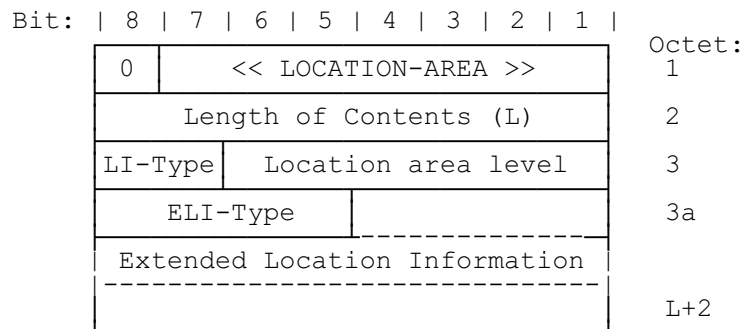 Bit: | 8 | 7 | 6 | 5 | 4 | 3 | 2 | 1 |
Octet:
0 << LOCATION-AREA >> 1
Length of Contents (L) 2
LI-Type Location area level 3
ELI-Type 3a
Extended Location Information
L+2